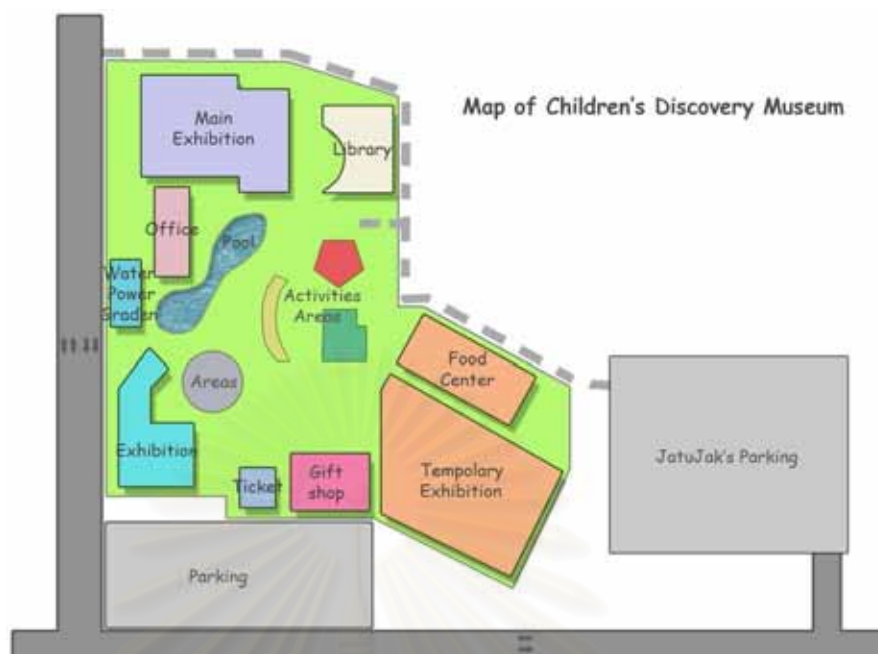 Map of Children's Discovery Museum
Main
Exhibition
Library
Office
Pool
Water
Power
Graden
Activities
Areas
Food
Center
Areas
Exhibition
Ticket
Gift
shop
Tempolary
Exhibition
JatuJak's Parking
Parking